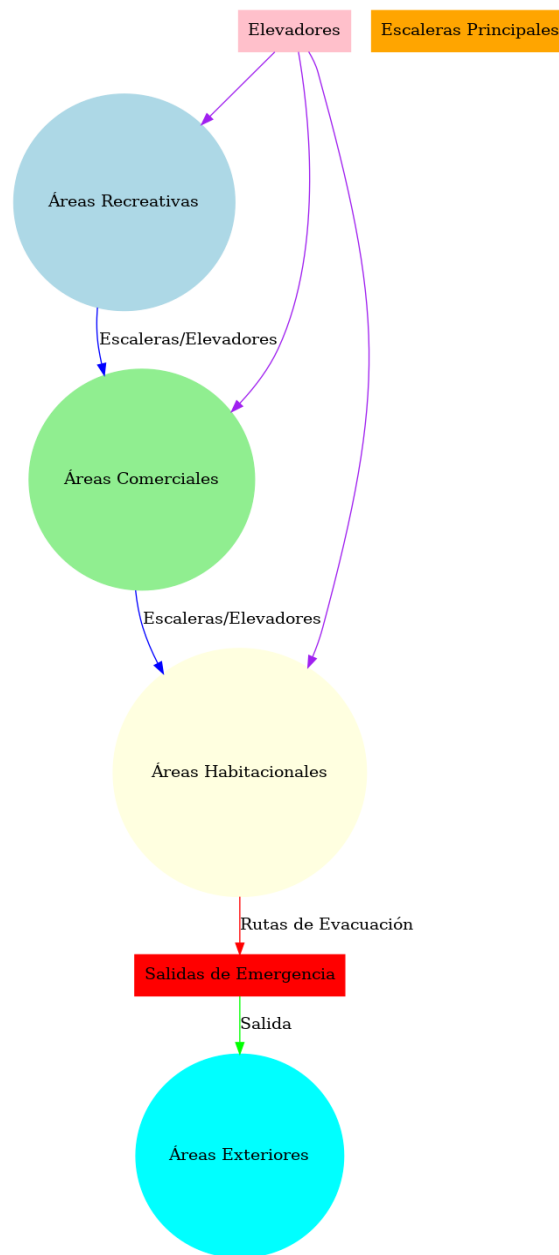 Elevadores
Escaleras Principales
Áreas Recreativas
Escaleras/Elevadores
Áreas Comerciales
Escaleras/Elevadores
Áreas Habitacionales
Rutas de Evacuación
Salidas de Emergencia
Salida
Áreas Exteriores